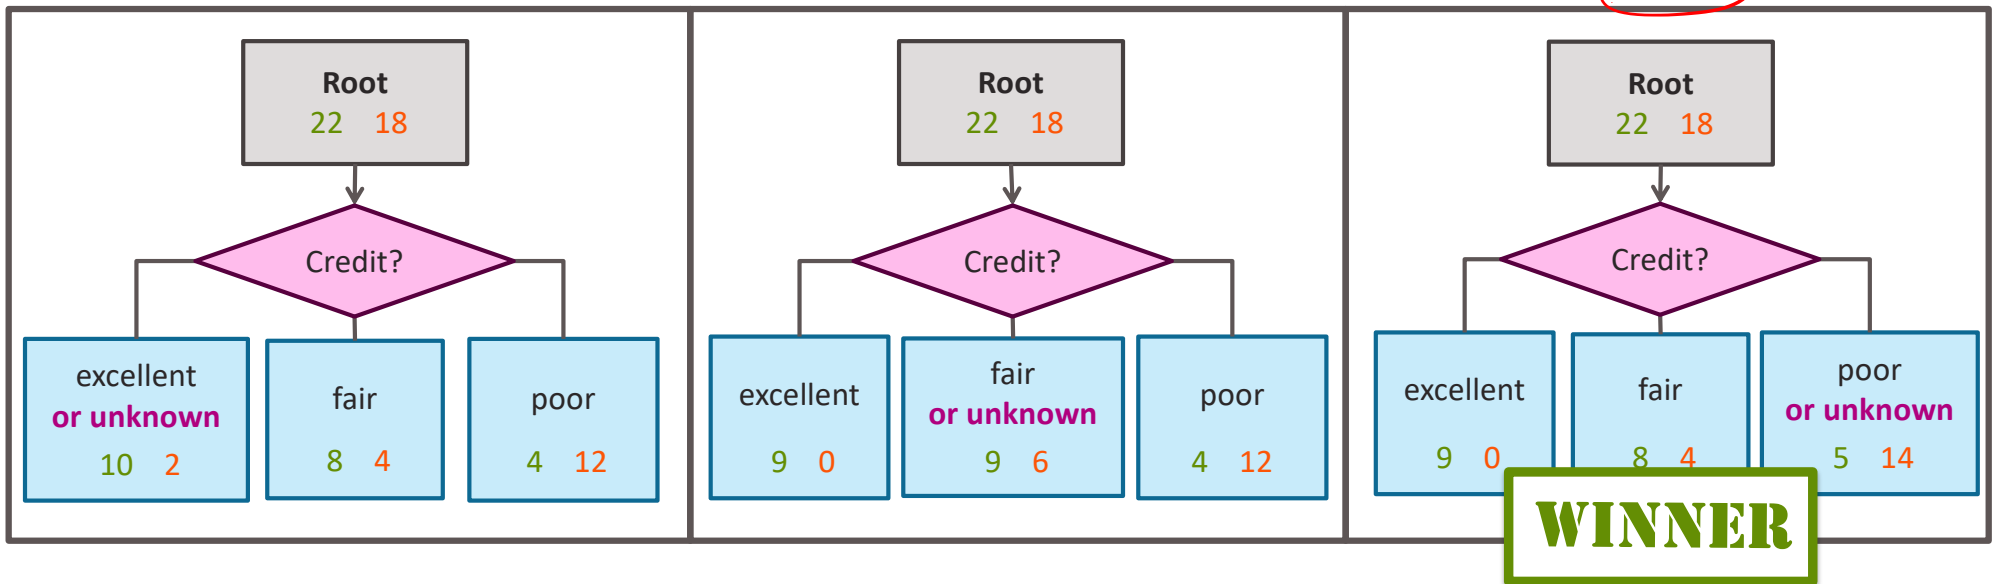 Root
22 18
Credit?
excellent
or unknown
10 2
fair
8 4
poor
4 12
Root
22 18
Credit?
excellent
9 0
fair
or unknown
9 6
poor
4 12
Root
22 18
Credit?
excellent
9 0
fair
8 4
poor
or unknown
5 14
WINNER